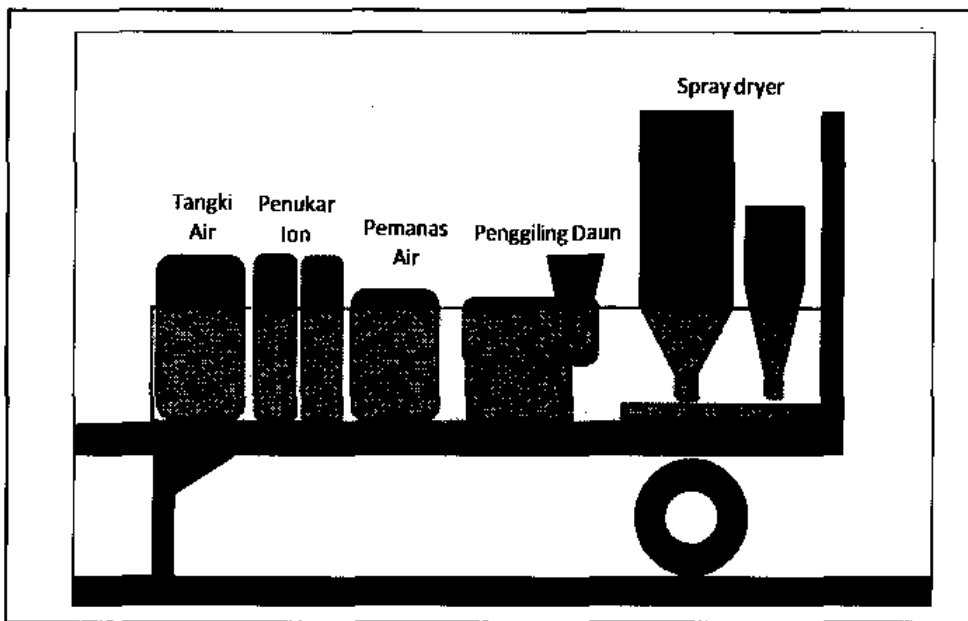 Spray dryer
Tangki
Air
Penukar
Ion
Pemanas
Air
Penggiling Daun